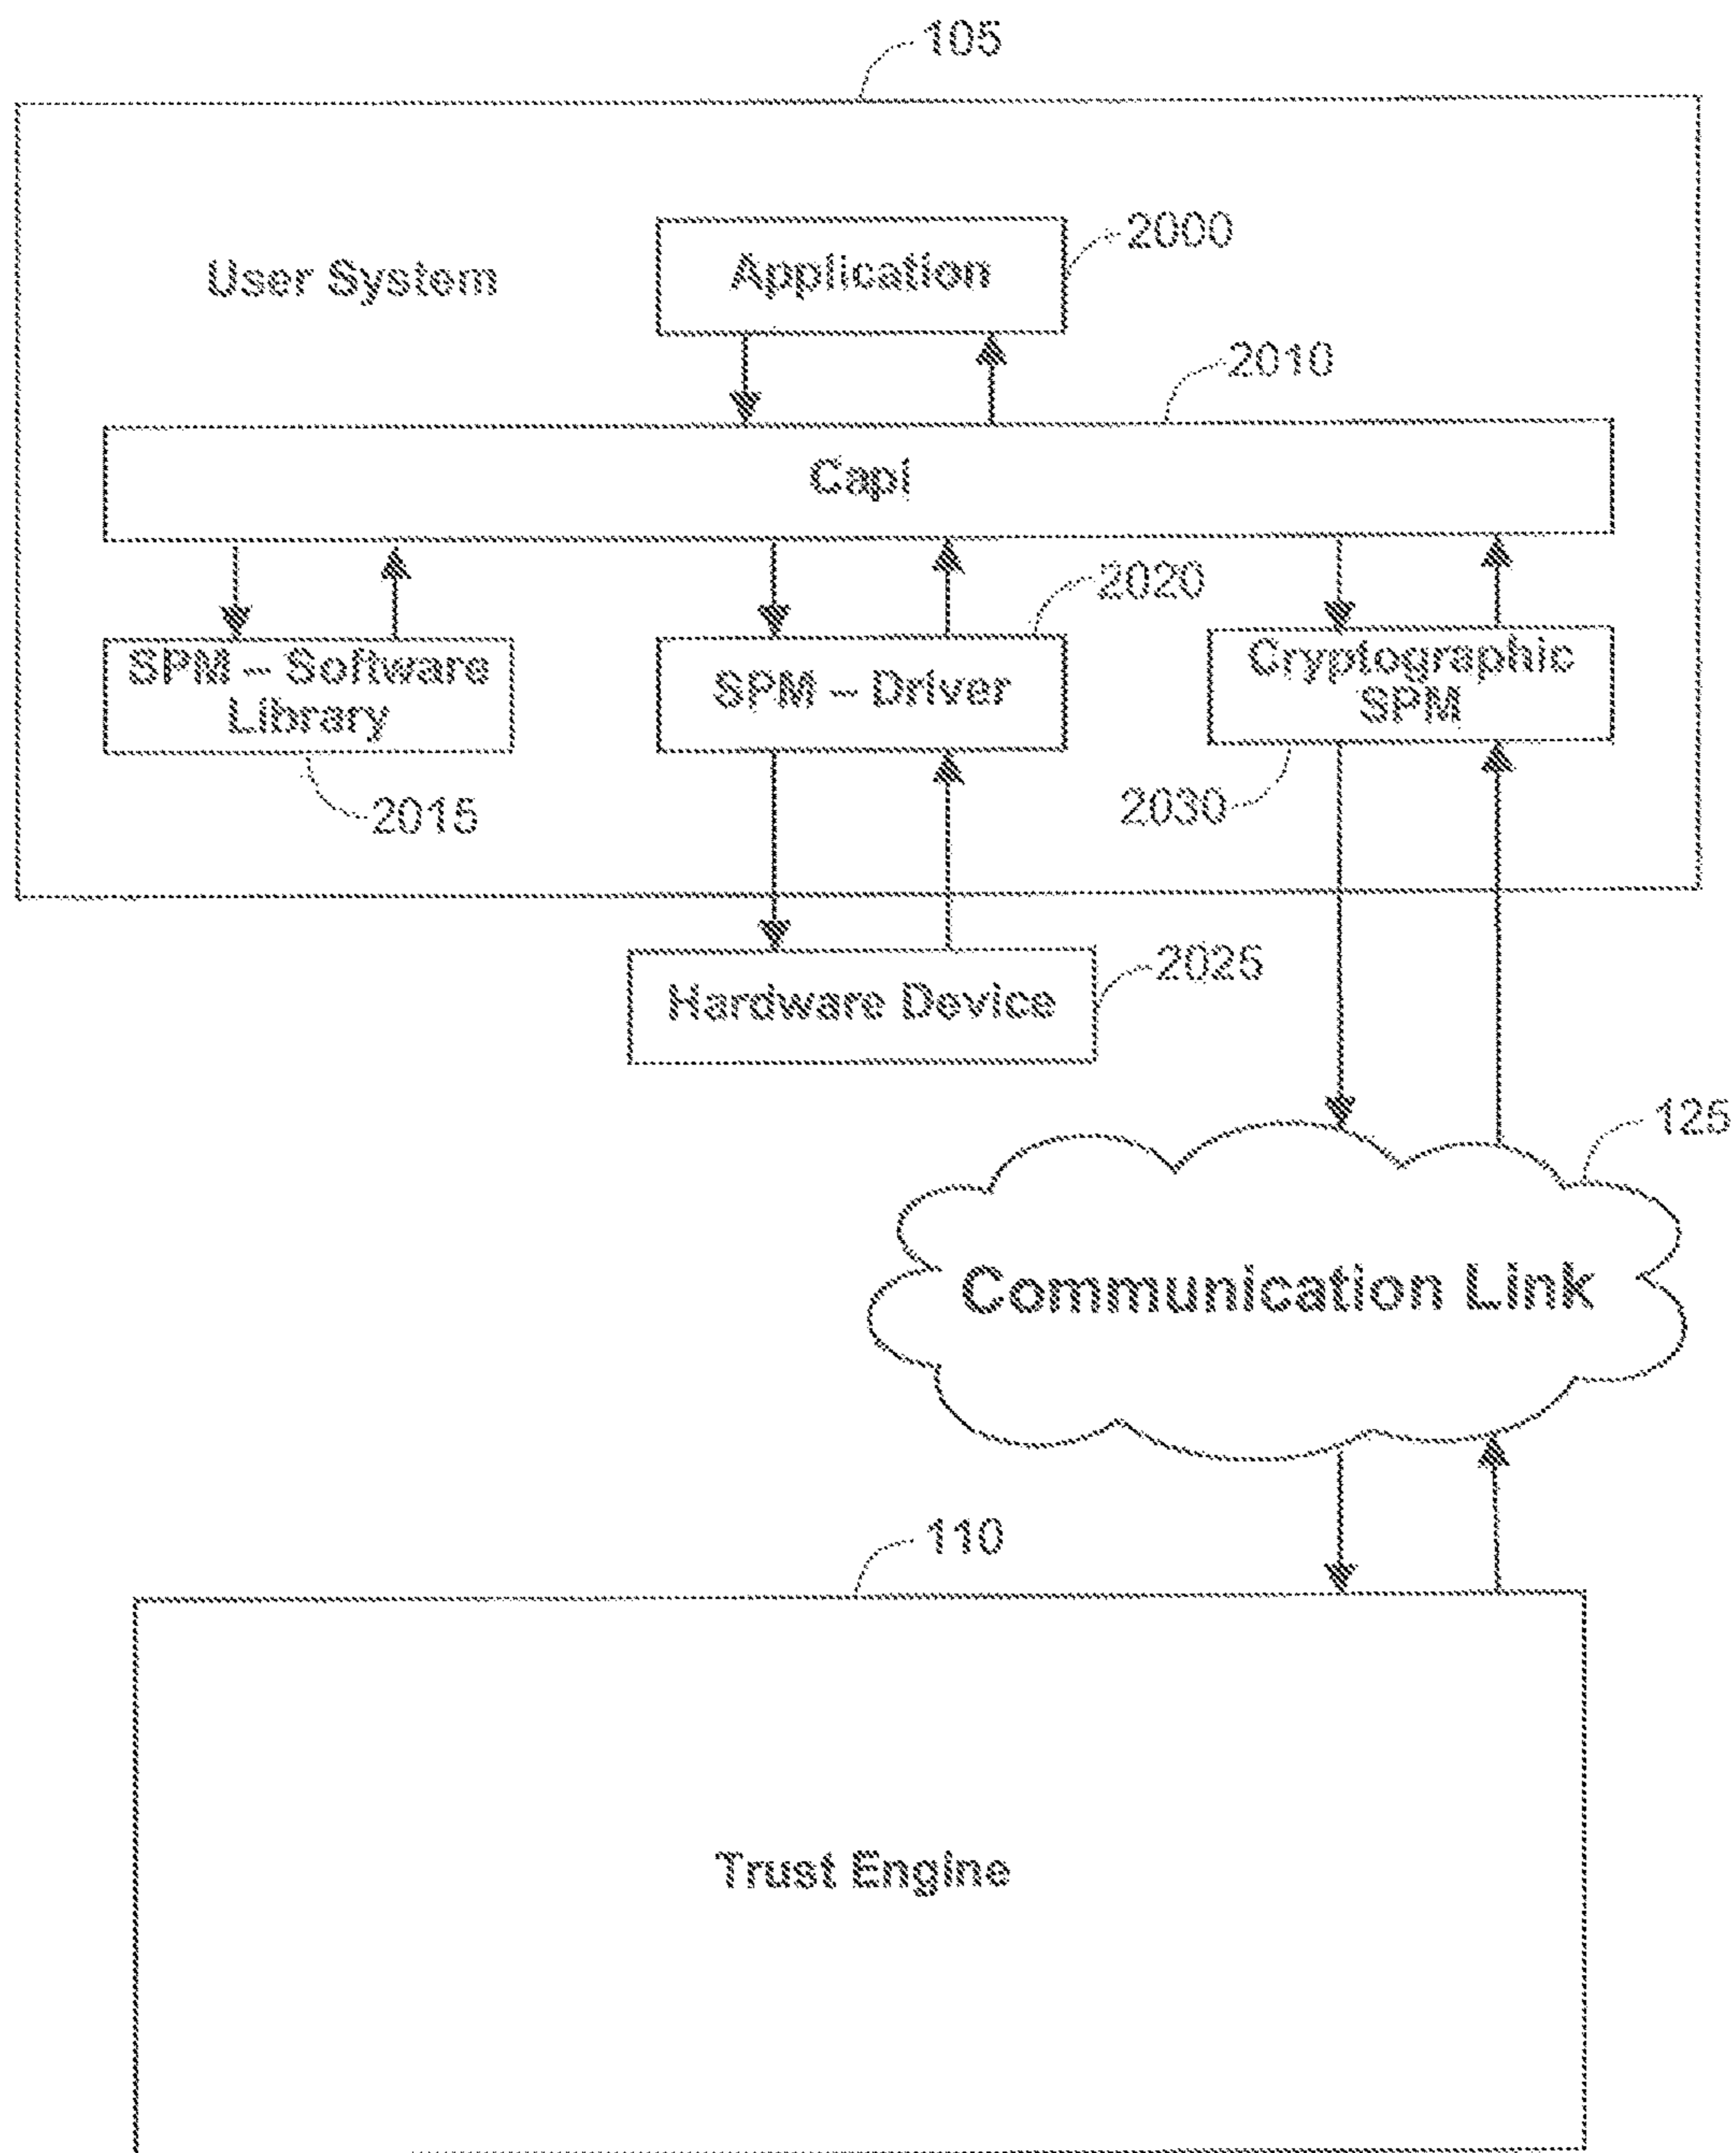 105
User System
Application
2000
2010
Capi
2020
SPM – Software
Library
SPM – Driver
Cryptographic
SPM
2015
2030
Hardware Device
2025
125
Communication Link
110
Trust Engine